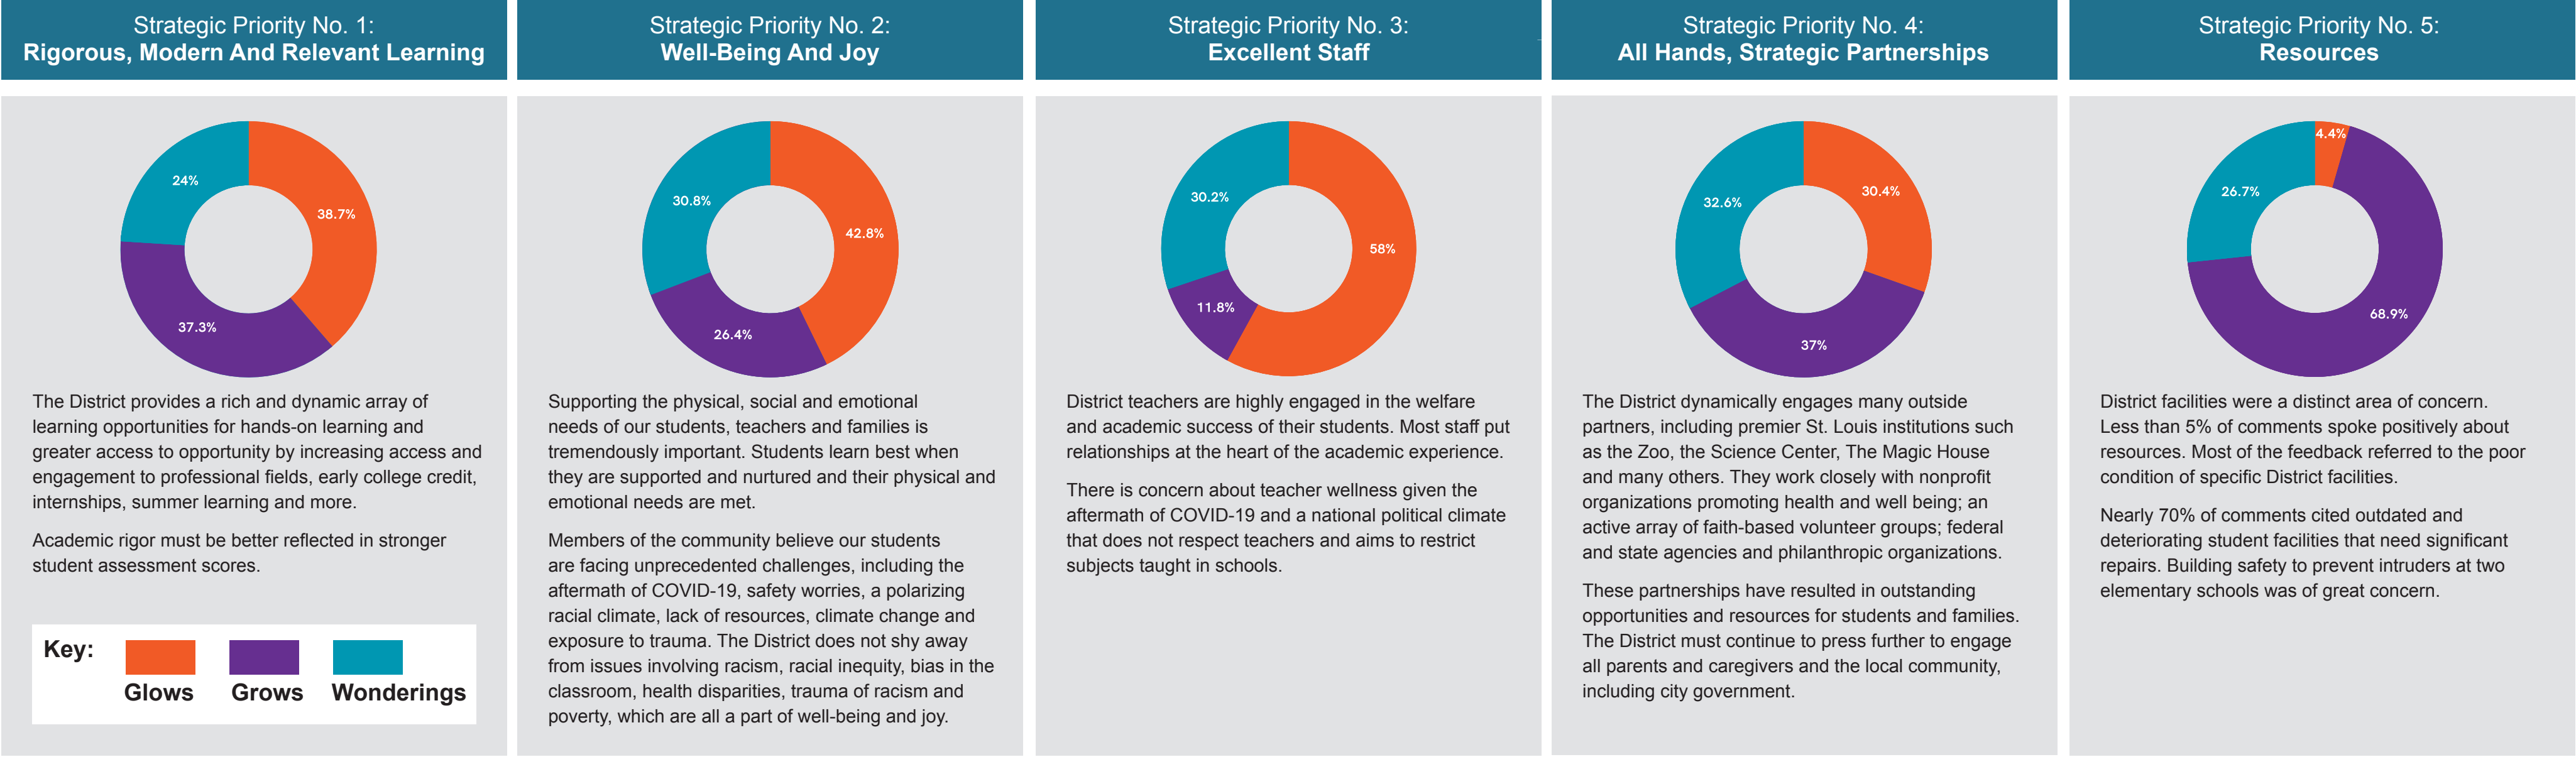 Strategic Priority No. 1:
Rigorous, Modern And Relevant Learning
24%
38.7%
37.3%
The District provides a rich and dynamic array of
learning opportunities for hands-on learning and
greater access to opportunity by increasing access and
engagement to professional fields, early college credit,
internships, summer learning and more.
Academic rigor must be better reflected in stronger
student assessment scores.
Key:
Glows
Grows
Wonderings
Strategic Priority No. 2:
Well-Being And Joy
30.8%
42.8%
26.4%
Supporting the physical, social and emotional
needs of our students, teachers and families is
tremendously important. Students learn best when
they are supported and nurtured and their physical and
emotional needs are met.
Members of the community believe our students
are facing unprecedented challenges, including the
aftermath of COVID-19, safety worries, a polarizing
racial climate, lack of resources, climate change and
exposure to trauma. The District does not shy away
from issues involving racism, racial inequity, bias in the
classroom, health disparities, trauma of racism and
poverty, which are all a part of well-being and joy.
Strategic Priority No. 3:
Excellent Staff
30.2%
58%
11.8%
District teachers are highly engaged in the welfare
and academic success of their students. Most staff put
relationships at the heart of the academic experience.
There is concern about teacher wellness given the
aftermath of COVID-19 and a national political climate
that does not respect teachers and aims to restrict
subjects taught in schools.
Strategic Priority No. 4:
All Hands, Strategic Partnerships
32.6%
30.4%
37%
The District dynamically engages many outside
partners, including premier St. Louis institutions such
as the Zoo, the Science Center, The Magic House
and many others. They work closely with nonprofit
organizations promoting health and well being; an
active array of faith-based volunteer groups; federal
and state agencies and philanthropic organizations.
These partnerships have resulted in outstanding
opportunities and resources for students and families.
The District must continue to press further to engage
all parents and caregivers and the local community,
including city government.
Strategic Priority No. 5:
Resources
4.4%
26.7%
68.9%
District facilities were a distinct area of concern.
Less than 5% of comments spoke positively about
resources. Most of the feedback referred to the poor
condition of specific District facilities.
Nearly 70% of comments cited outdated and
deteriorating student facilities that need significant
repairs. Building safety to prevent intruders at two
elementary schools was of great concern.